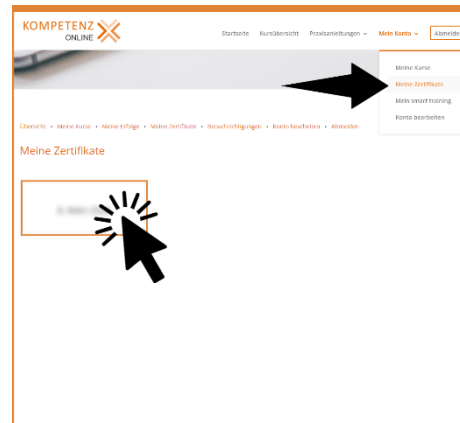 KOMPETENZ
ONLINE
Startseite Kursübersicht Praxisanleitungen Mein Konto Abmelde
Meine Kurse
Meine Zertifikate
Mein smart training
Konto bearbeiten
Übersicht • Meine Kurse • Meine Erfolge • Meine Zertifikate • Benachrichtigungen • Konto bearbeiten • Abmelden
Meine Zertifikate